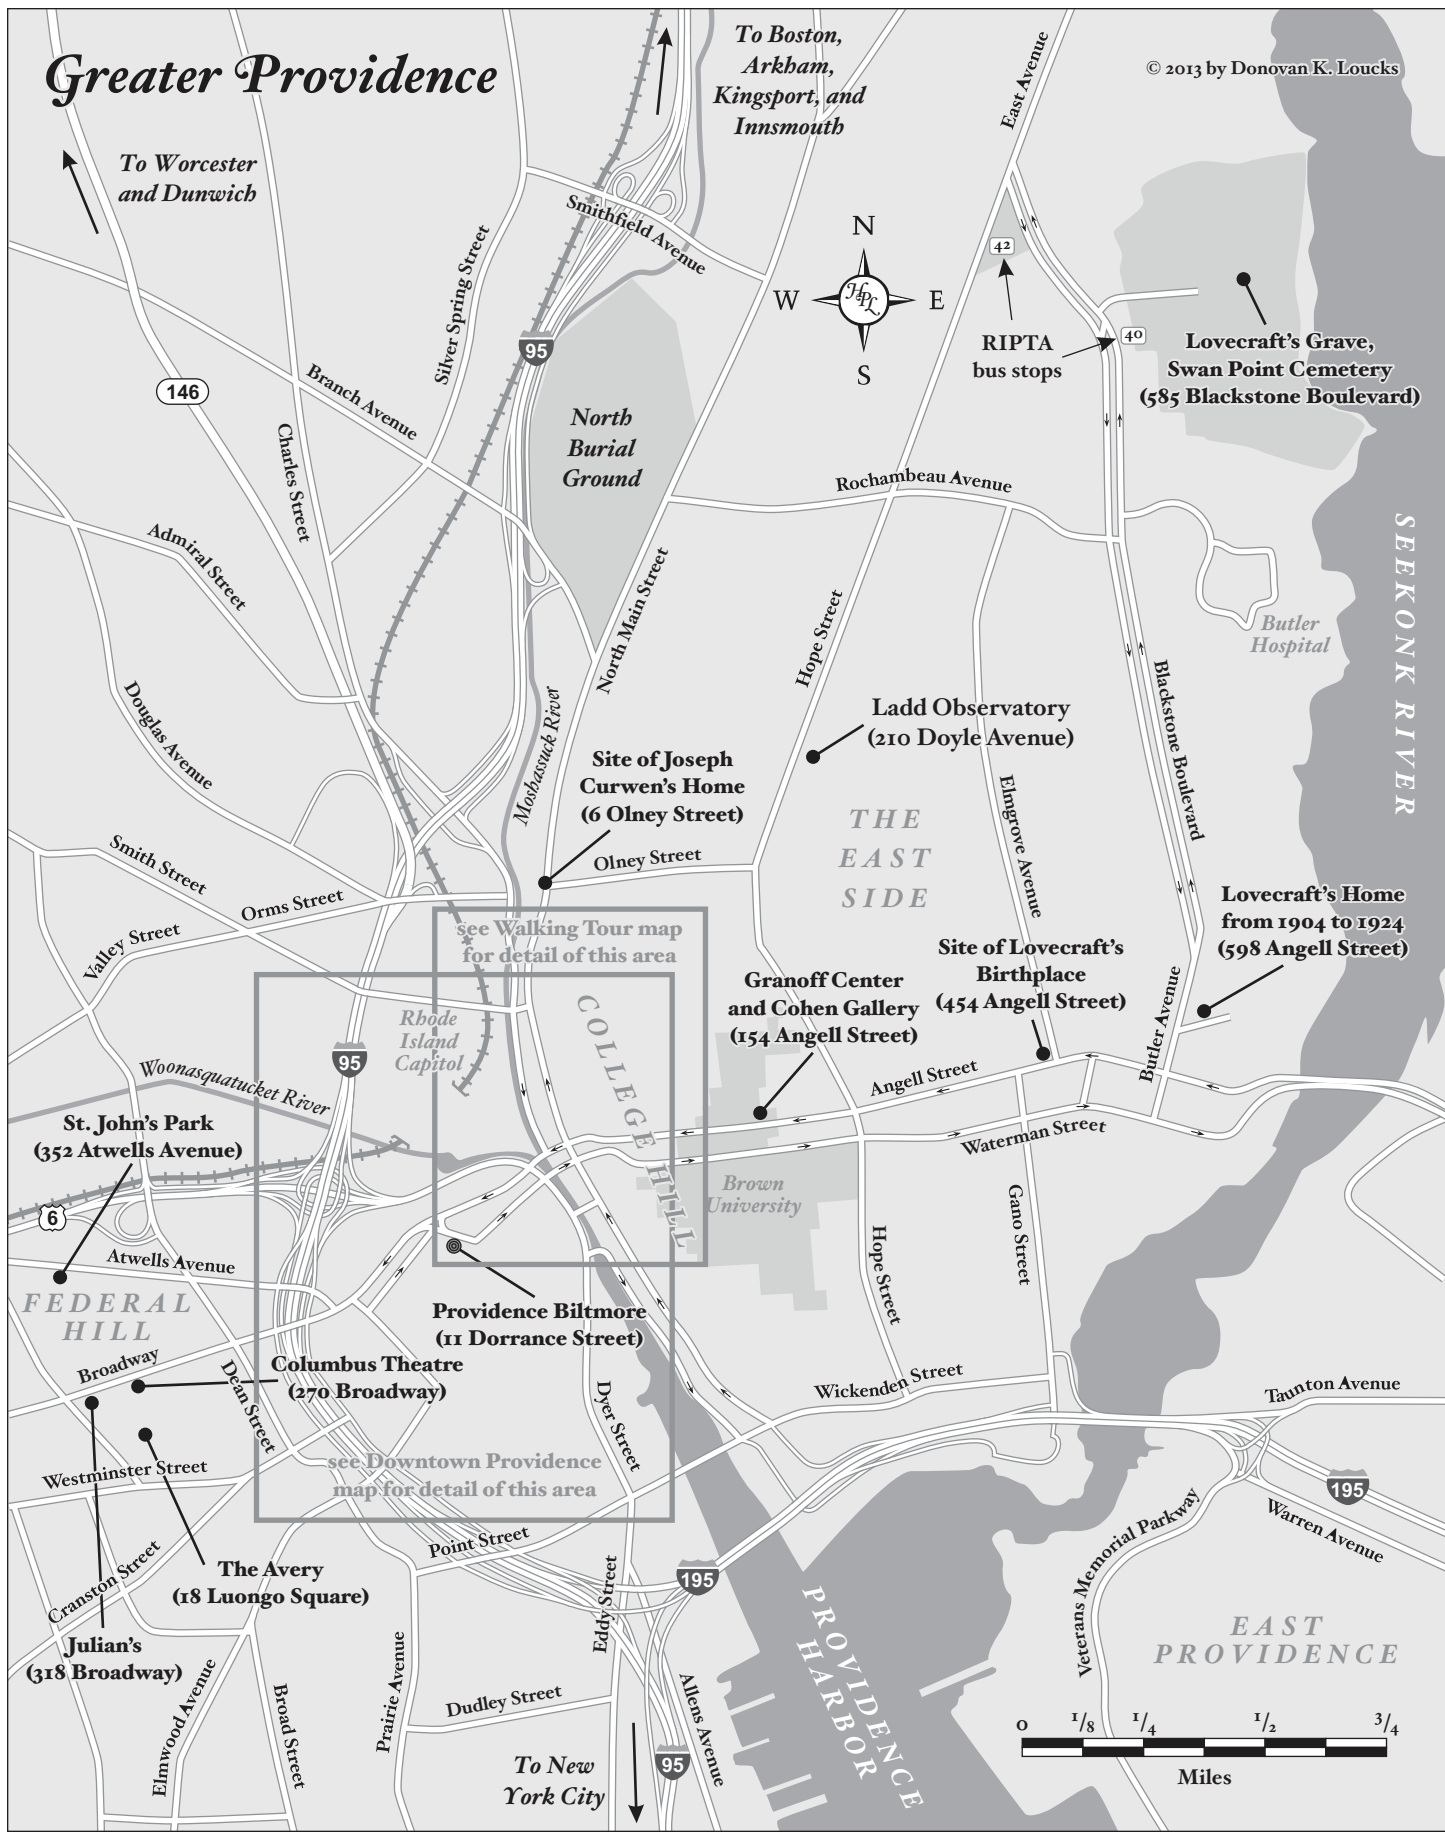 Greater Providence
To Boston,
Arkham,
Kingsport, and
Innsmouth
© 2013 by Donovan K. Loucks
East Avenue
To Worcester
and Dunwich
Smithfield Avenue
Silver Spring Street
N
W
E
S
HPL
42
40
RIPTA
bus stops
Lovecraft's Grave,
Swan Point Cemetery
(585 Blackstone Boulevard)
95
146
Branch Avenue
Charles Street
North
Burial
Ground
Rochambeau Avenue
SEEKONK RIVER
Admiral Street
North Main Street
Hope Street
Butler
Hospital
Blackstone Boulevard
Douglas Avenue
Moshassuck River
Ladd Observatory
(210 Doyle Avenue)
Site of Joseph
Curwen's Home
(6 Olney Street)
Elmgrove Avenue
THE
EAST
SIDE
Smith Street
Olney Street
Orms Street
Valley Street
Lovecraft's Home
from 1904 to 1924
(598 Angell Street)
see Walking Tour map
for detail of this area
Site of Lovecraft's
Birthplace
(454 Angell Street)
Granoff Center
and Cohen Gallery
(154 Angell Street)
Butler Avenue
COLLEGE HILL
Rhode
Island
Capitol
95
Woonasquatucket River
Angell Street
St. John's Park
(352 Atwells Avenue)
Waterman Street
Brown
University
6
Gano Street
Atwells Avenue
Hope Street
FEDERAL
HILL
Providence Biltmore
(11 Dorrance Street)
Broadway
Columbus Theatre
(270 Broadway)
Dean Street
Dyer Street
Wickenden Street
Taunton Avenue
Westminster Street
see Downtown Providence
map for detail of this area
195
Veterans Memorial Parkway
Warren Avenue
Point Street
Cranston Street
The Avery
(18 Luongo Square)
195
Eddy Street
PROVIDENCE
HARBOR
EAST
PROVIDENCE
Julian's
(318 Broadway)
Elmwood Avenue
Broad Street
Prairie Avenue
Dudley Street
Allens Avenue
0 1/8 1/4 1/2 3/4
Miles
To New
York City
95